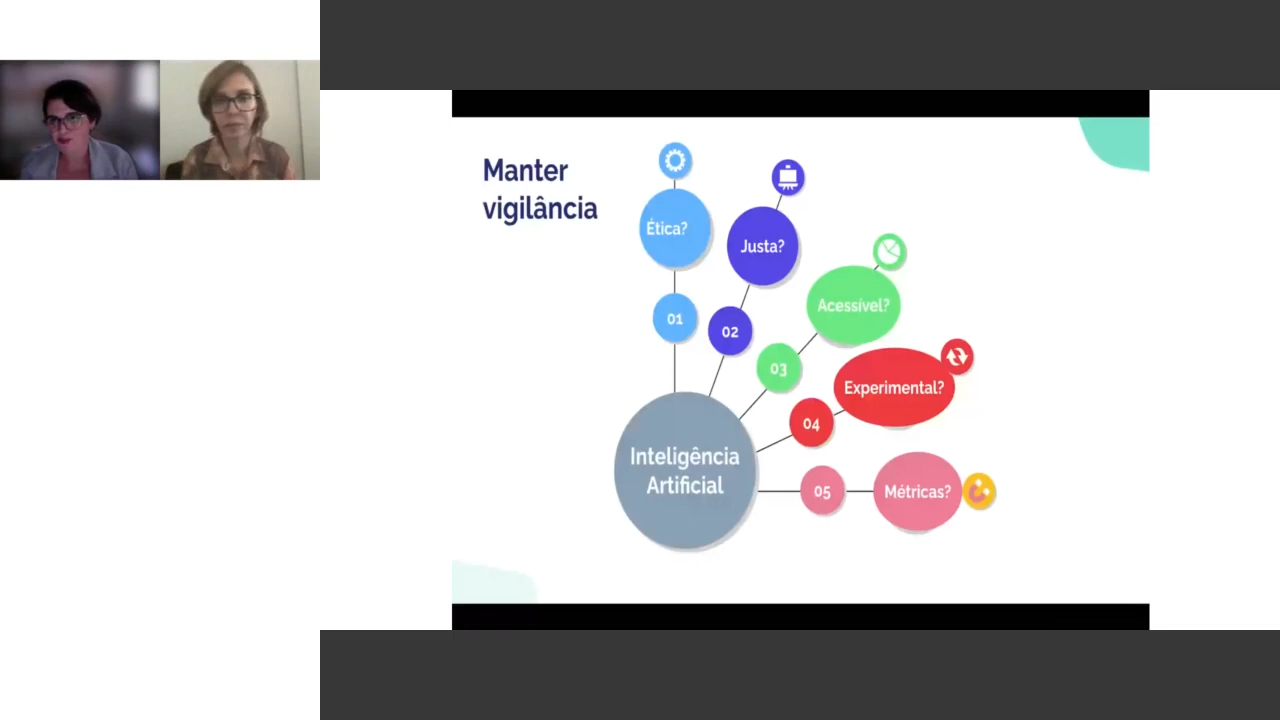 Manter
vigilância
Ética?
01
Justa?
02
Acessível?
03
Experimental?
04
Métricas?
05
Inteligência
Artificial